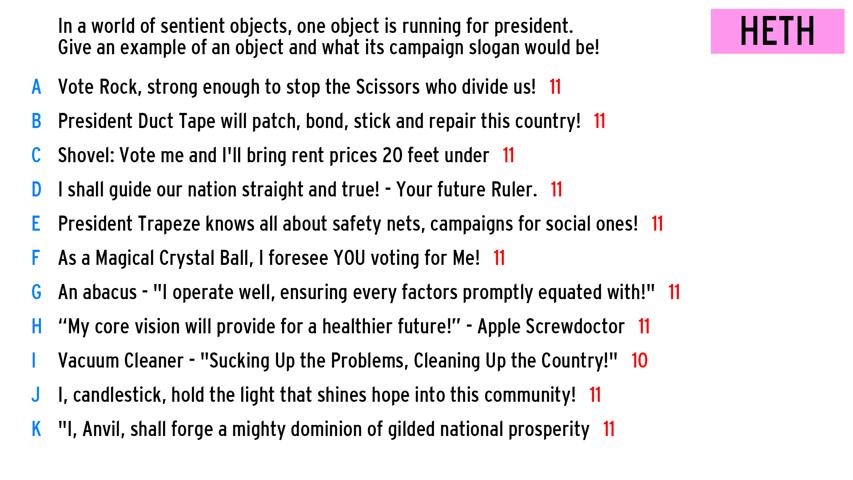 In a world of sentient objects, one object is running for president.
Give an example of an object and what its campaign slogan would be!
HETH
A Vote Rock, strong enough to stop the Scissors who divide us! 11
B President Duct Tape will patch, bond, stick and repair this country! 11
C Shovel: Vote me and I'll bring rent prices 20 feet under 11
D I shall guide our nation straight and true! - Your future Ruler. 11
E President Trapeze knows all about safety nets, campaigns for social ones! 11
F As a Magical Crystal Ball, I foresee YOU voting for Me! 11
G An abacus - "I operate well, ensuring every factors promptly equated with!" 11
H “My core vision will provide for a healthier future!” - Apple Screwdoctor 11
I Vacuum Cleaner - "Sucking Up the Problems, Cleaning Up the Country!" 10
J I, candlestick, hold the light that shines hope into this community! 11
K "I, Anvil, shall forge a mighty dominion of gilded national prosperity 11